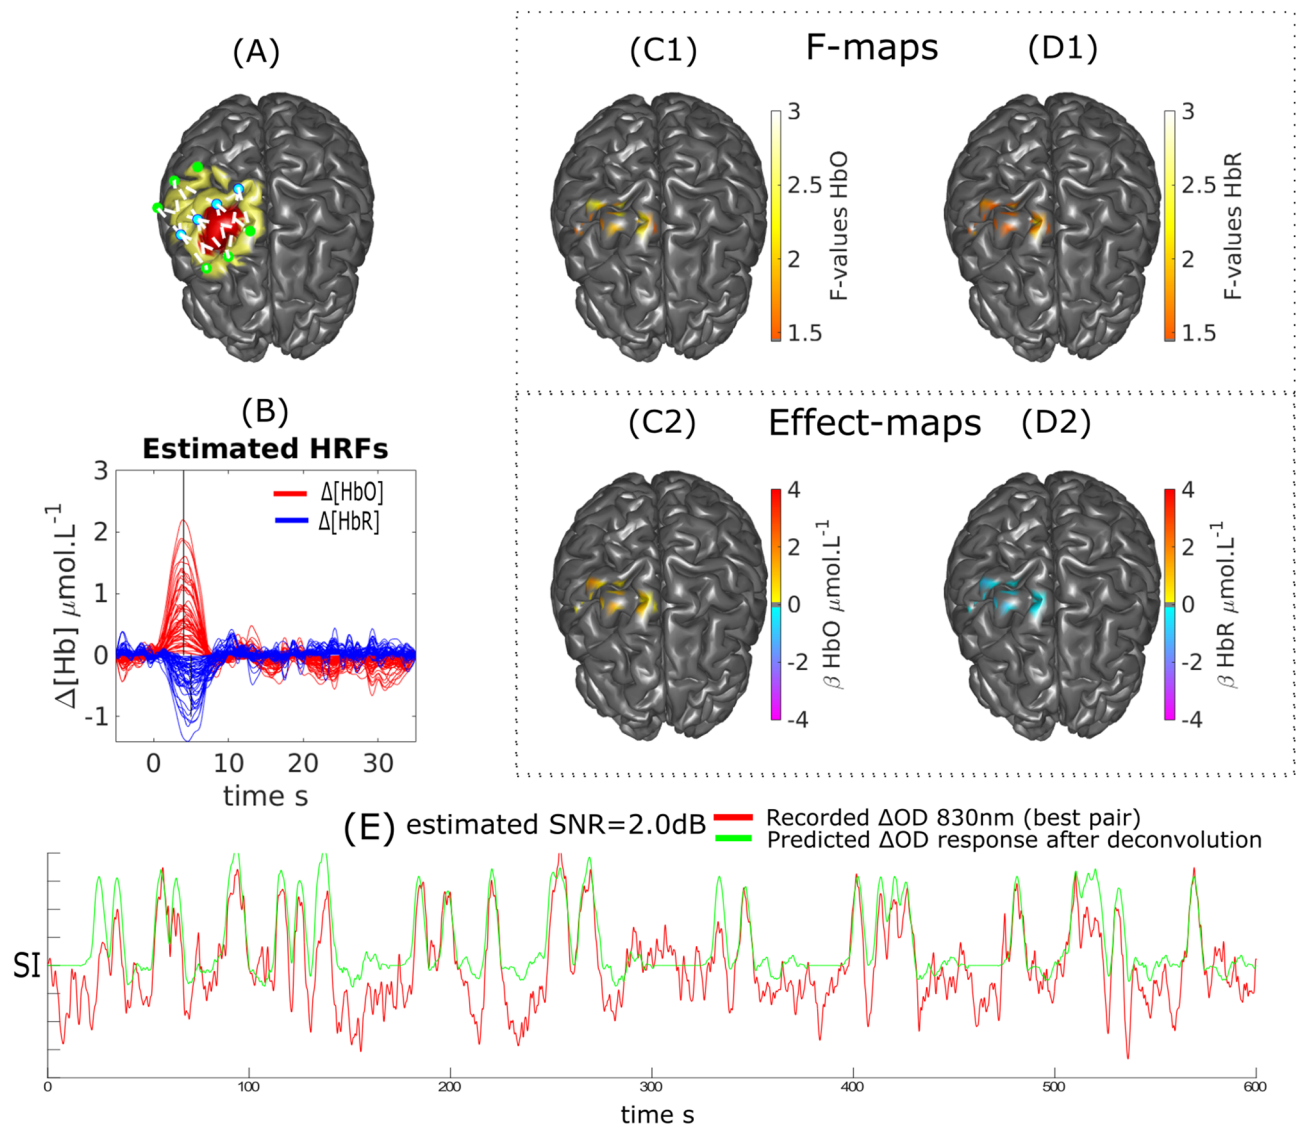 (A)
(C1) F-maps (D1)
3
2.5
2
1.5
F-values HbO
3
2.5
2
1.5
F-values HbR
(B)
Estimated HRFs
3
2
1
0
-1
Δ[Hb] μmol.L-1
Δ[HbO]
Δ[HbR]
0 10 20 30
time s
(C2) Effect-maps (D2)
4
2
0
-2
-4
β HbO μmol.L-1
4
2
0
-2
-4
β HbR μmol.L-1
(E) estimated SNR=2.0dB
Recorded ΔOD 830nm (best pair)
Predicted ΔOD response after deconvolution
SI
0 100 200 300 400 500 600
time s